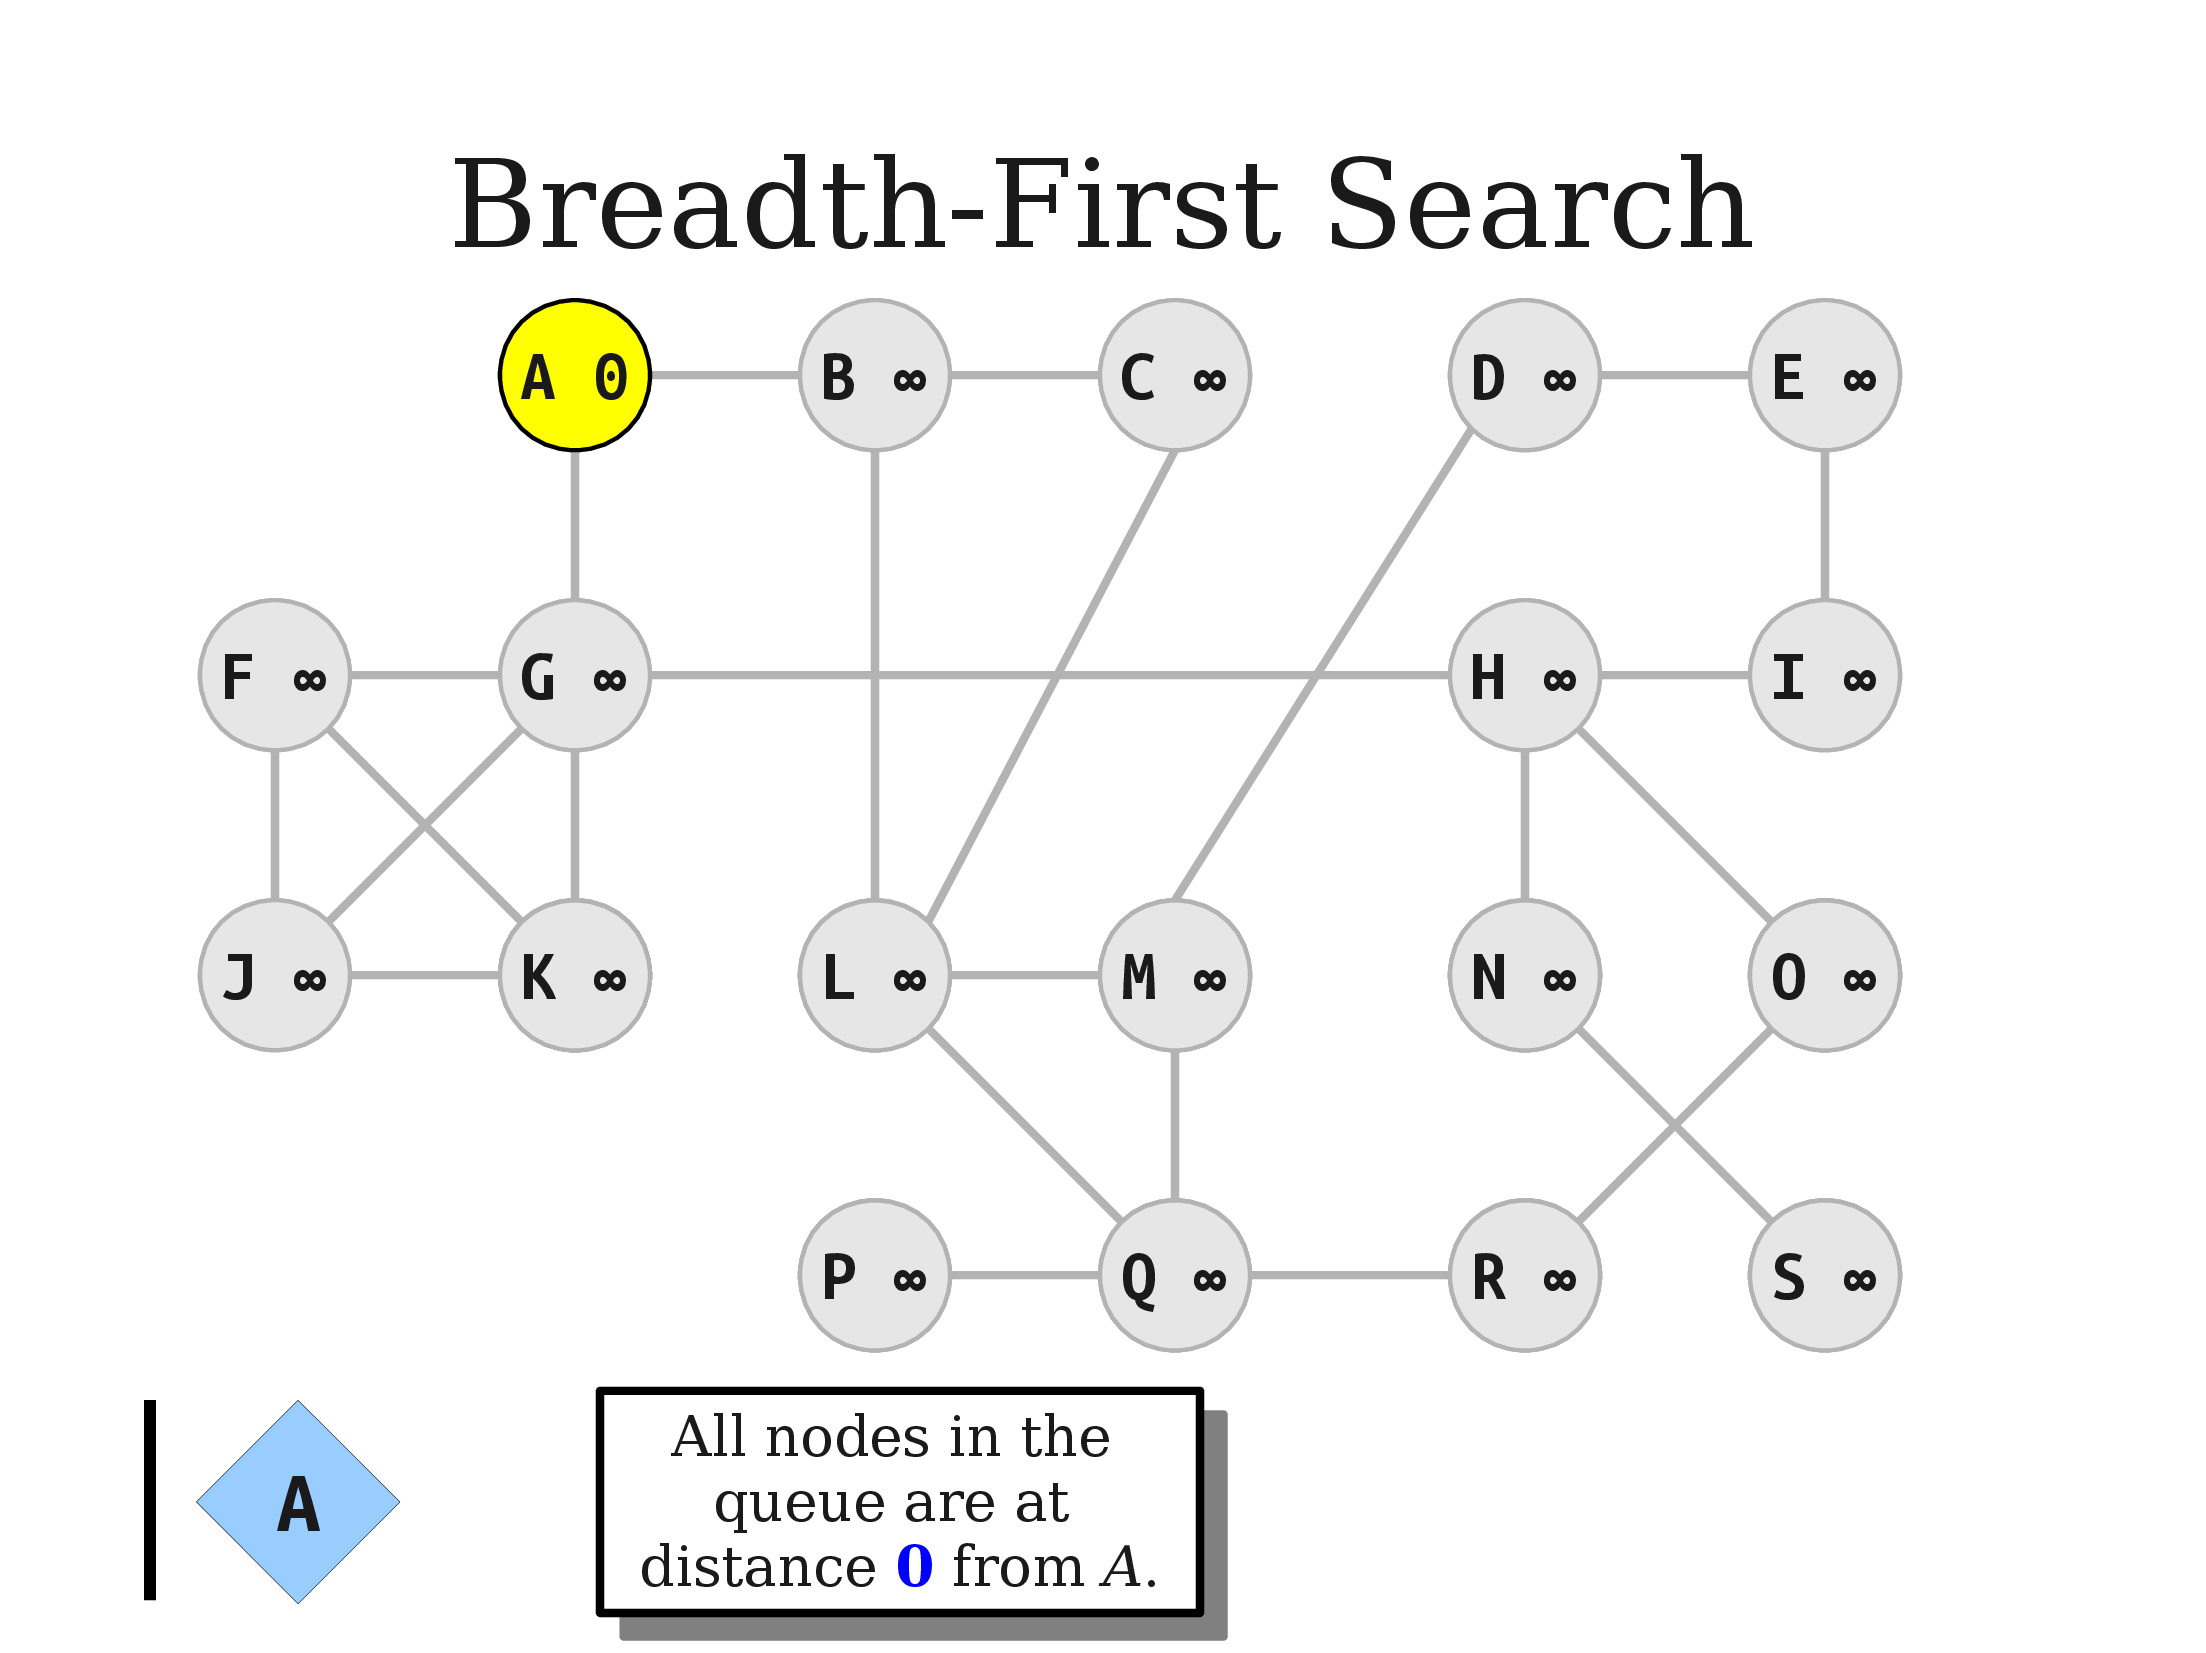 Breadth-First Search
A 0 B ∞ C ∞ D ∞ E ∞
F ∞ G ∞ H ∞ I ∞
J ∞ K ∞ L ∞ M ∞ N ∞ O ∞
P ∞ Q ∞ R ∞ S ∞
A
All nodes in the
queue are at
distance 0 from A.